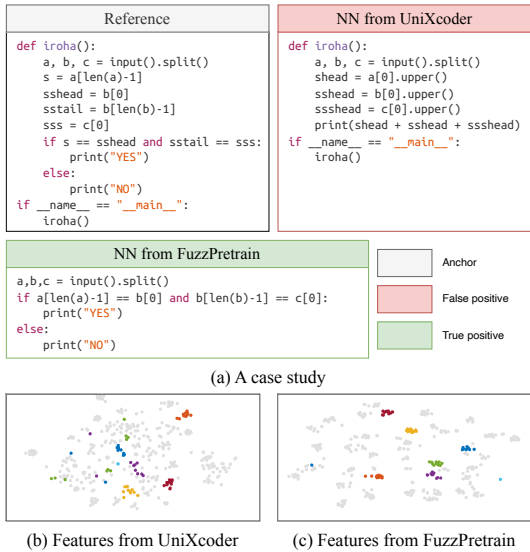 Reference
def iroha():
    a, b, c = input().split()
    s = a[len(a)-1]
    sshead = b[0]
    sstail = b[len(b)-1]
    sss = c[0]
    if s == sshead and sstail == sss:
        print("YES")
    else:
        print("NO")
if __name__ == "__main__":
    iroha()
NN from UniXcoder
def iroha():
    a, b, c = input().split()
    shead = a[0].upper()
    sshead = b[0].upper()
    ssshead = c[0].upper()
    print(shead + sshead + ssshead)
if __name__ == "__main__":
    iroha()
NN from FuzzPretrain
a,b,c = input().split()
if a[len(a)-1] == b[0] and b[len(b)-1] == c[0]:
    print("YES")
else:
    print("NO")
Anchor
False positive
True positive
(a) A case study
(b) Features from UniXcoder
(c) Features from FuzzPretrain